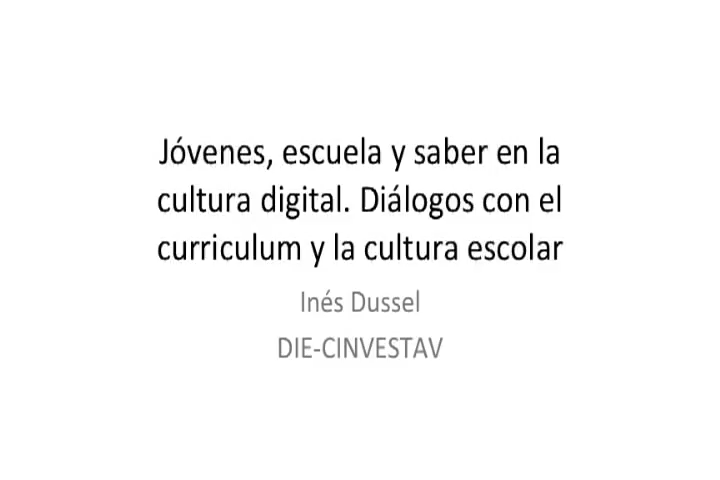 Jóvenes, escuela y saber en la
cultura digital. Diálogos con el
curriculum y la cultura escolar
Inés Dussel
DIE-CINVESTAV